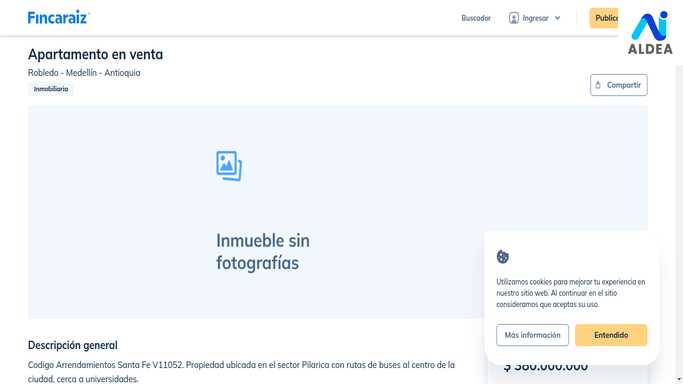 Fincaraiz
Buscador
Ingresar
ALDEA
Apartamento en venta
Robledo - Medellín - Antioquia
Inmobiliario
Compartir
Inmueble sin
fotografías
Utilizamos cookies para mejorar tu experiencia en
nuestro sitio web. Al continuar en el sitio
consideramos que aceptas su uso.
Más información
Entendido
Descripción general
Codigo Arrendamientos Santa Fe V11052. Propiedad ubicada en el sector Pilarica con rutas de buses al centro de la
ciudad, cerca a universidades.
$ 380.000.000